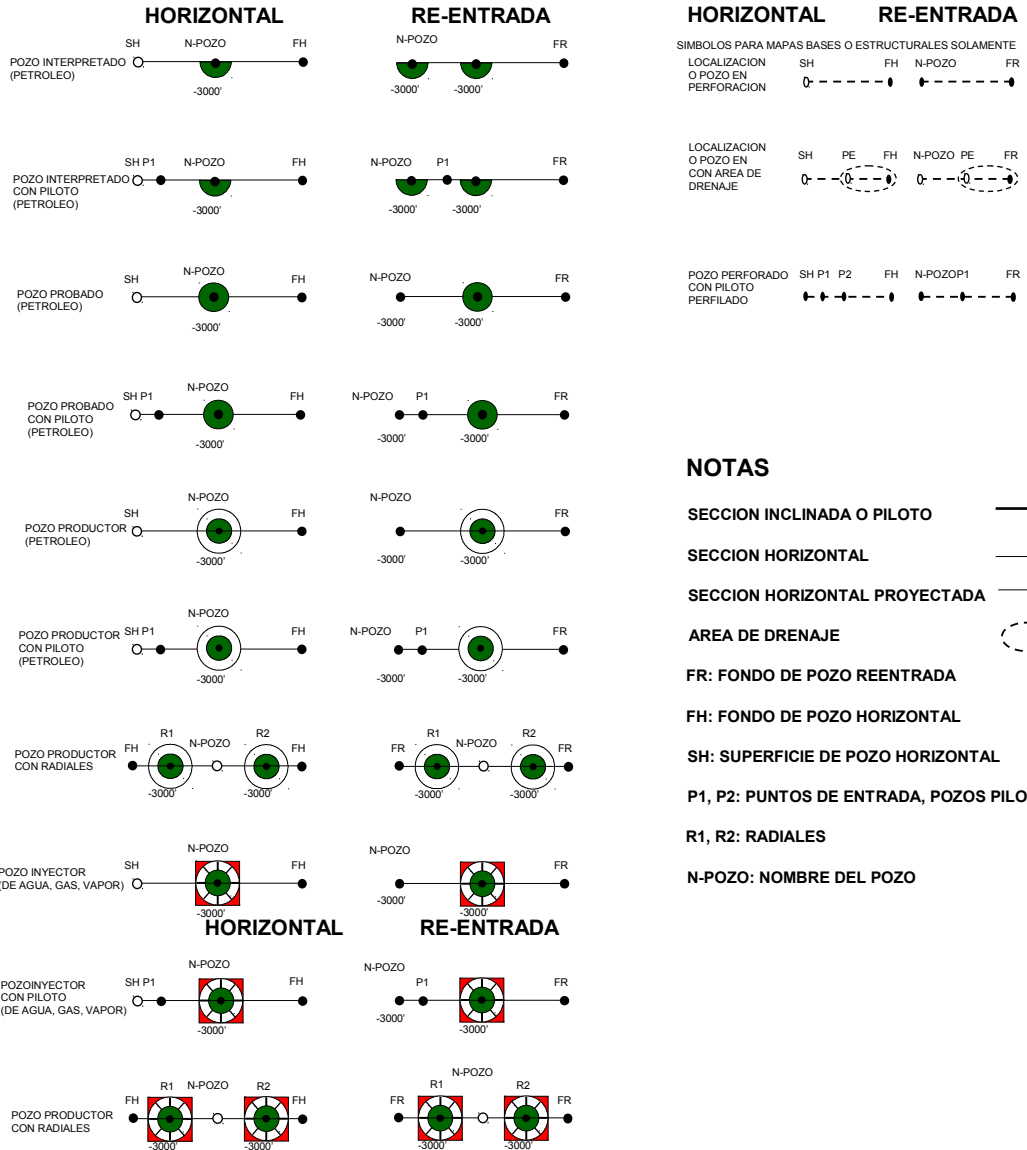 HORIZONTAL RE-ENTRADA
SH N-POZO FH N-POZO FR
POZO INTERPRETADO
(PETROLEO)
-3000' -3000' -3000'
SH P1 N-POZO FH N-POZO P1 FR
POZO INTERPRETADO
CON PILOTO
(PETROLEO)
-3000' -3000' -3000'
SH N-POZO FH N-POZO FR
POZO PROBADO
(PETROLEO)
-3000' -3000' -3000'
SH P1 N-POZO FH N-POZO P1 FR
POZO PROBADO
CON PILOTO
(PETROLEO)
-3000' -3000' -3000'
SH N-POZO FH N-POZO FR
POZO PRODUCTOR
(PETROLEO)
-3000' -3000' -3000'
SH P1 N-POZO FH N-POZO P1 FR
POZO PRODUCTOR
CON PILOTO
(PETROLEO)
-3000' -3000' -3000'
FH R1 N-POZO R2 FH FR R1 N-POZO R2 FR
POZO PRODUCTOR
CON RADIALES
-3000' -3000' -3000' -3000'
SH N-POZO FH N-POZO FR
POZO INYECTOR
(DE AGUA, GAS, VAPOR)
-3000' -3000' -3000'
HORIZONTAL RE-ENTRADA
SH P1 N-POZO FH N-POZO P1 FR
POZOINYECTOR
CON PILOTO
(DE AGUA, GAS, VAPOR)
-3000' -3000' -3000'
FH R1 N-POZO R2 FH FR R1 N-POZO R2 FR
POZO PRODUCTOR
CON RADIALES
-3000' -3000' -3000' -3000'
HORIZONTAL RE-ENTRADA
SIMBOLOS PARA MAPAS BASES O ESTRUCTURALES SOLAMENTE
LOCALIZACION SH FH N-POZO FR
O POZO EN
PERFORACION
LOCALIZACION
O POZO EN SH PE FH N-POZO PE FR
CON AREA DE
DRENAJE
POZO PERFORADO SH P1 P2 FH N-POZOP1 FR
CON PILOTO
PERFILADO
NOTAS
SECCION INCLINADA O PILOTO
SECCION HORIZONTAL
SECCION HORIZONTAL PROYECTADA
AREA DE DRENAJE
FR: FONDO DE POZO REENTRADA
FH: FONDO DE POZO HORIZONTAL
SH: SUPERFICIE DE POZO HORIZONTAL
P1, P2: PUNTOS DE ENTRADA, POZOS PILO
R1, R2: RADIALES
N-POZO: NOMBRE DEL POZO